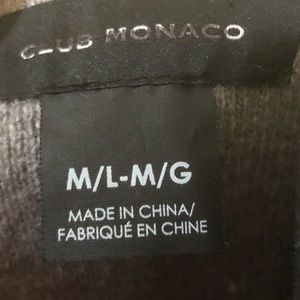 CLUB MONACO
M/L-M/G
MADE IN CHINA/
FABRIQUÉ EN CHINE